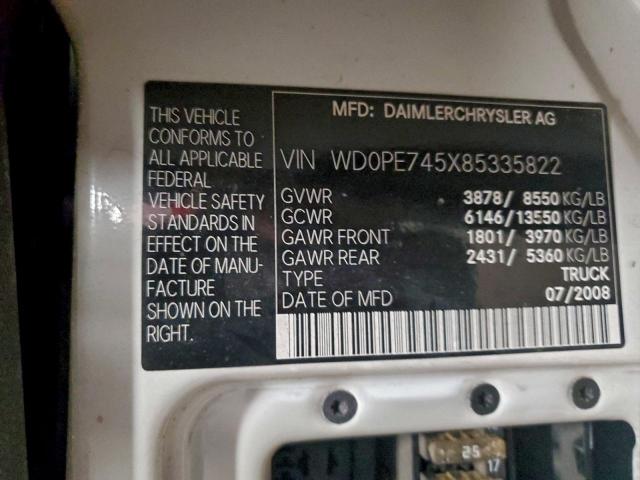 THIS VEHICLE
CONFORMS TO
ALL APPLICABLE
FEDERAL
VEHICLE SAFETY
STANDARDS IN
EFFECT ON THE
DATE OF MANU-
FACTURE
SHOWN ON THE
RIGHT.
MFD: DAIMLERCHRYSLER AG
VIN WD0PE745X85335822
GVWR 3878/ 8550 KG/LB
GCWR 6146/13550 KG/LB
GAWR FRONT 1801/ 3970 KG/LB
GAWR REAR 2431/ 5360 KG/LB
TYPE TRUCK
DATE OF MFD 07/2008
25
17